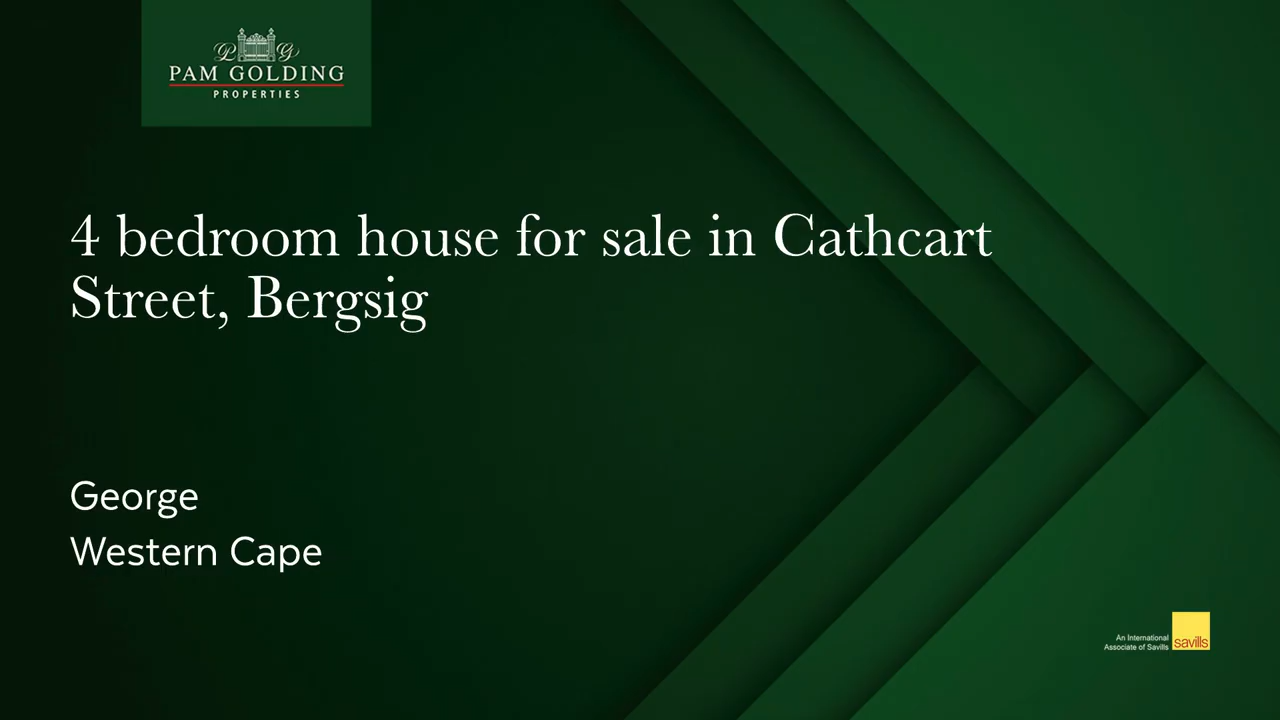 P G
PAM GOLDING
PROPERTIES
4 bedroom house for sale in Cathcart
Street, Bergsig
George
Western Cape
An International
Associate of Savills
savills